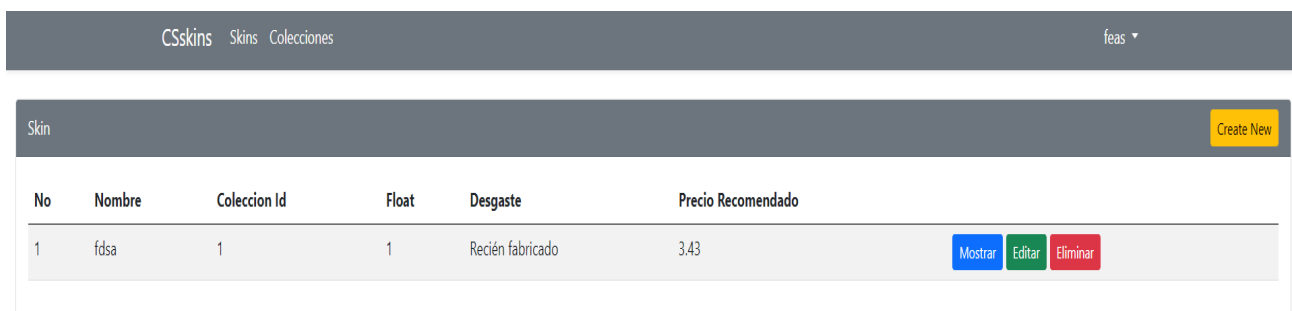 CSskins Skins Colecciones feas
Skin Create New
No Nombre Coleccion Id Float Desgaste Precio Recomendado
1 fdsa 1 1 Recién fabricado 3.43 Mostrar Editar Eliminar